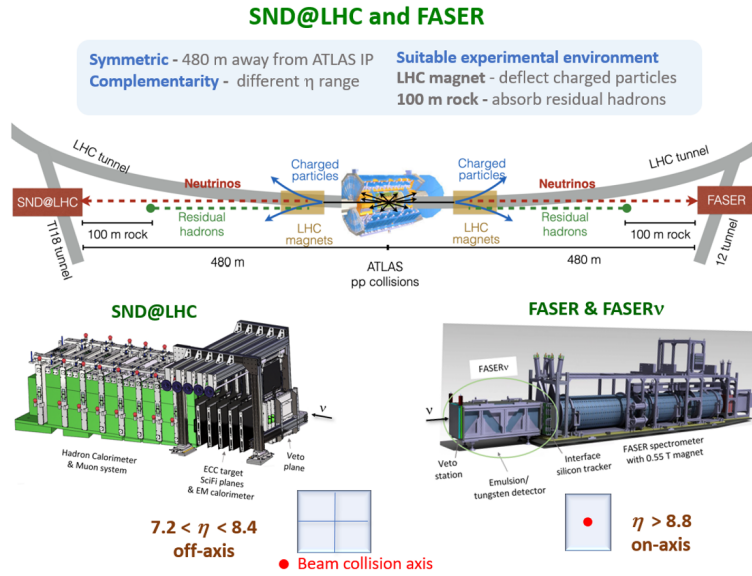 SND@LHC and FASER
Symmetric - 480 m away from ATLAS IP
Complementarity - different η range
Suitable experimental environment
LHC magnet - deflect charged particles
100 m rock - absorb residual hadrons
LHC tunnel
Charged
particles
Charged
particles
LHC tunnel
Neutrinos
Neutrinos
SND@LHC
FASER
Residual
hadrons
Residual
hadrons
100 m rock
LHC
magnets
LHC
magnets
100 m rock
TI18 tunnel
12 tunnel
480 m
480 m
ATLAS
pp collisions
SND@LHC
FASER & FASERν
FASERν
ν
ν
Hadron Calorimeter
& Muon system
ECC target
SciFi planes
& EM calorimeter
Veto
plane
Veto
station
Emulsion/
tungsten detector
Interface
silicon tracker
FASER spectrometer
with 0.55 T magnet
7.2 < η < 8.4
off-axis
η > 8.8
on-axis
Beam collision axis